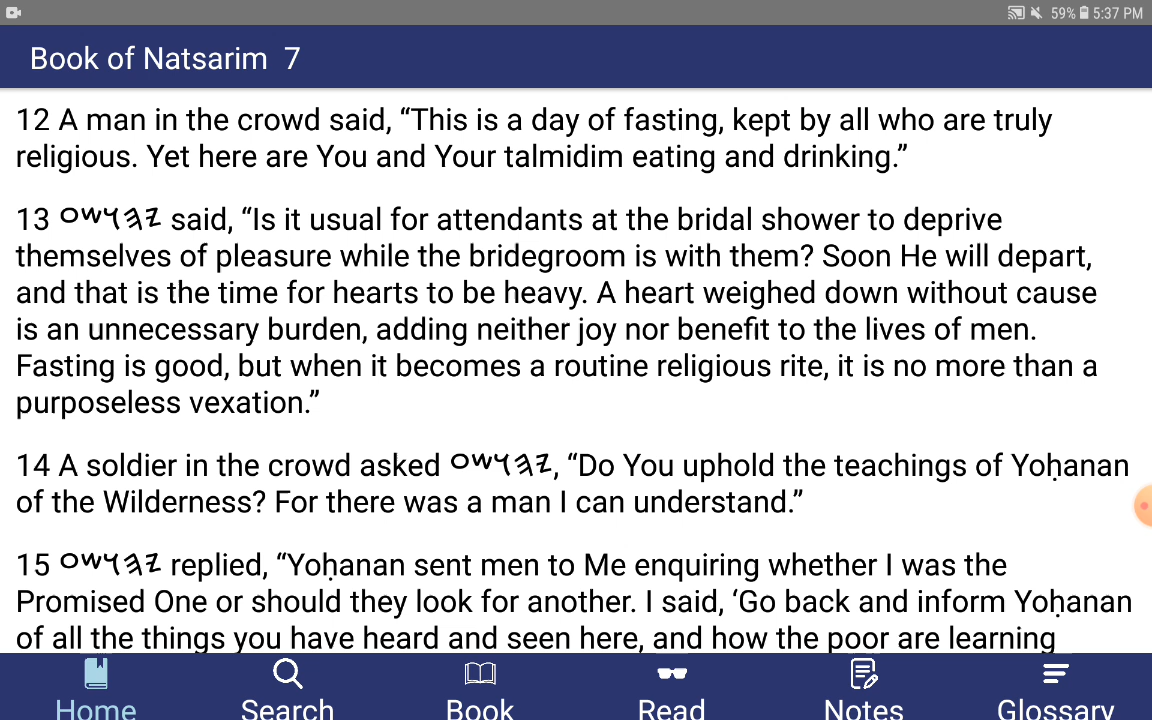 59% 5:37 PM
Book of Natsarim 7
12 A man in the crowd said, “This is a day of fasting, kept by all who are truly
religious. Yet here are You and Your talmidim eating and drinking.”
13 𐤉𐤄𐤅𐤔𐤏 said, “Is it usual for attendants at the bridal shower to deprive
themselves of pleasure while the bridegroom is with them? Soon He will depart,
and that is the time for hearts to be heavy. A heart weighed down without cause
is an unnecessary burden, adding neither joy nor benefit to the lives of men.
Fasting is good, but when it becomes a routine religious rite, it is no more than a
purposeless vexation.”
14 A soldier in the crowd asked 𐤉𐤄𐤅𐤔𐤏, “Do You uphold the teachings of Yoḥanan
of the Wilderness? For there was a man I can understand.”
15 𐤉𐤄𐤅𐤔𐤏 replied, “Yoḥanan sent men to Me enquiring whether I was the
Promised One or should they look for another. I said, ‘Go back and inform Yoḥanan
of all the things you have heard and seen here, and how the poor are learning
Home Search Book Read Notes Glossary